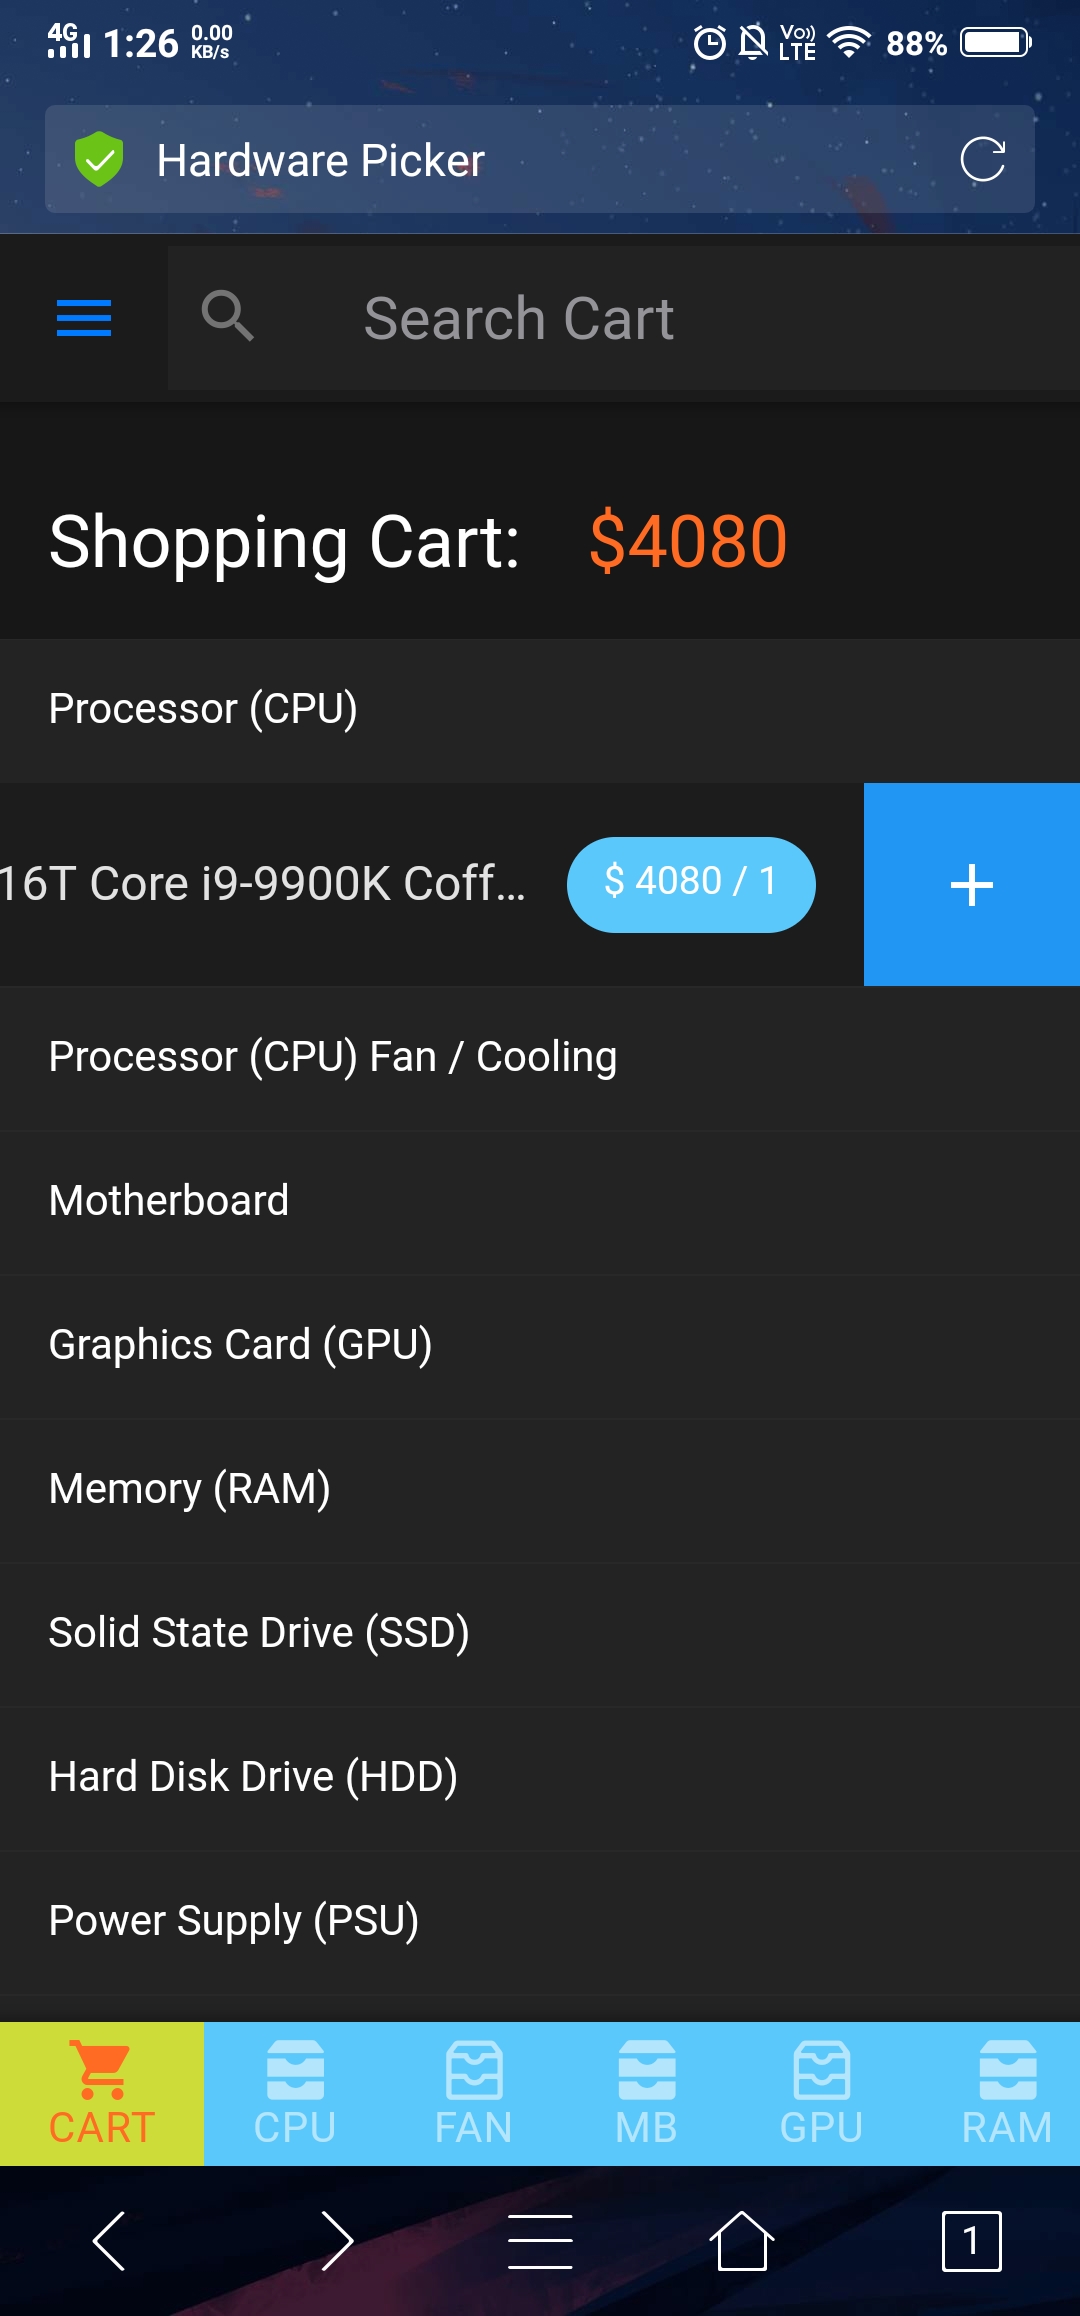 4G 1:26 0.00 KB/s Vo)) LTE 88%
Hardware Picker
Search Cart
Shopping Cart: $4080
Processor (CPU)
16T Core i9-9900K Coff... $ 4080 / 1 +
Processor (CPU) Fan / Cooling
Motherboard
Graphics Card (GPU)
Memory (RAM)
Solid State Drive (SSD)
Hard Disk Drive (HDD)
Power Supply (PSU)
CART CPU FAN MB GPU RAM
1